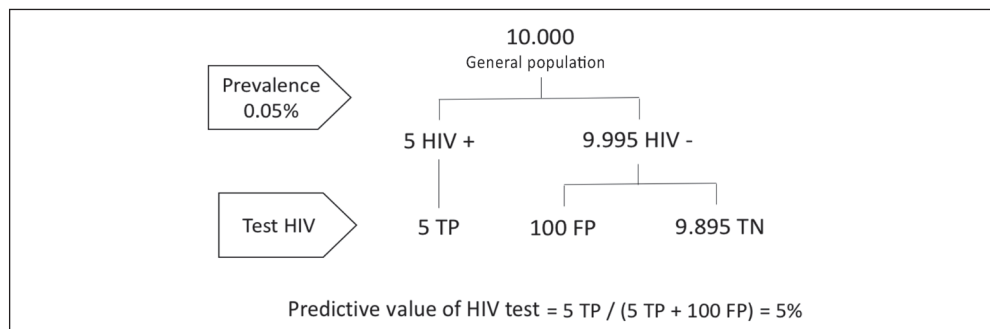 10.000
General population
Prevalence
0.05%
5 HIV +
9.995 HIV -
Test HIV
5 TP
100 FP
9.895 TN
Predictive value of HIV test = 5 TP / (5 TP + 100 FP) = 5%